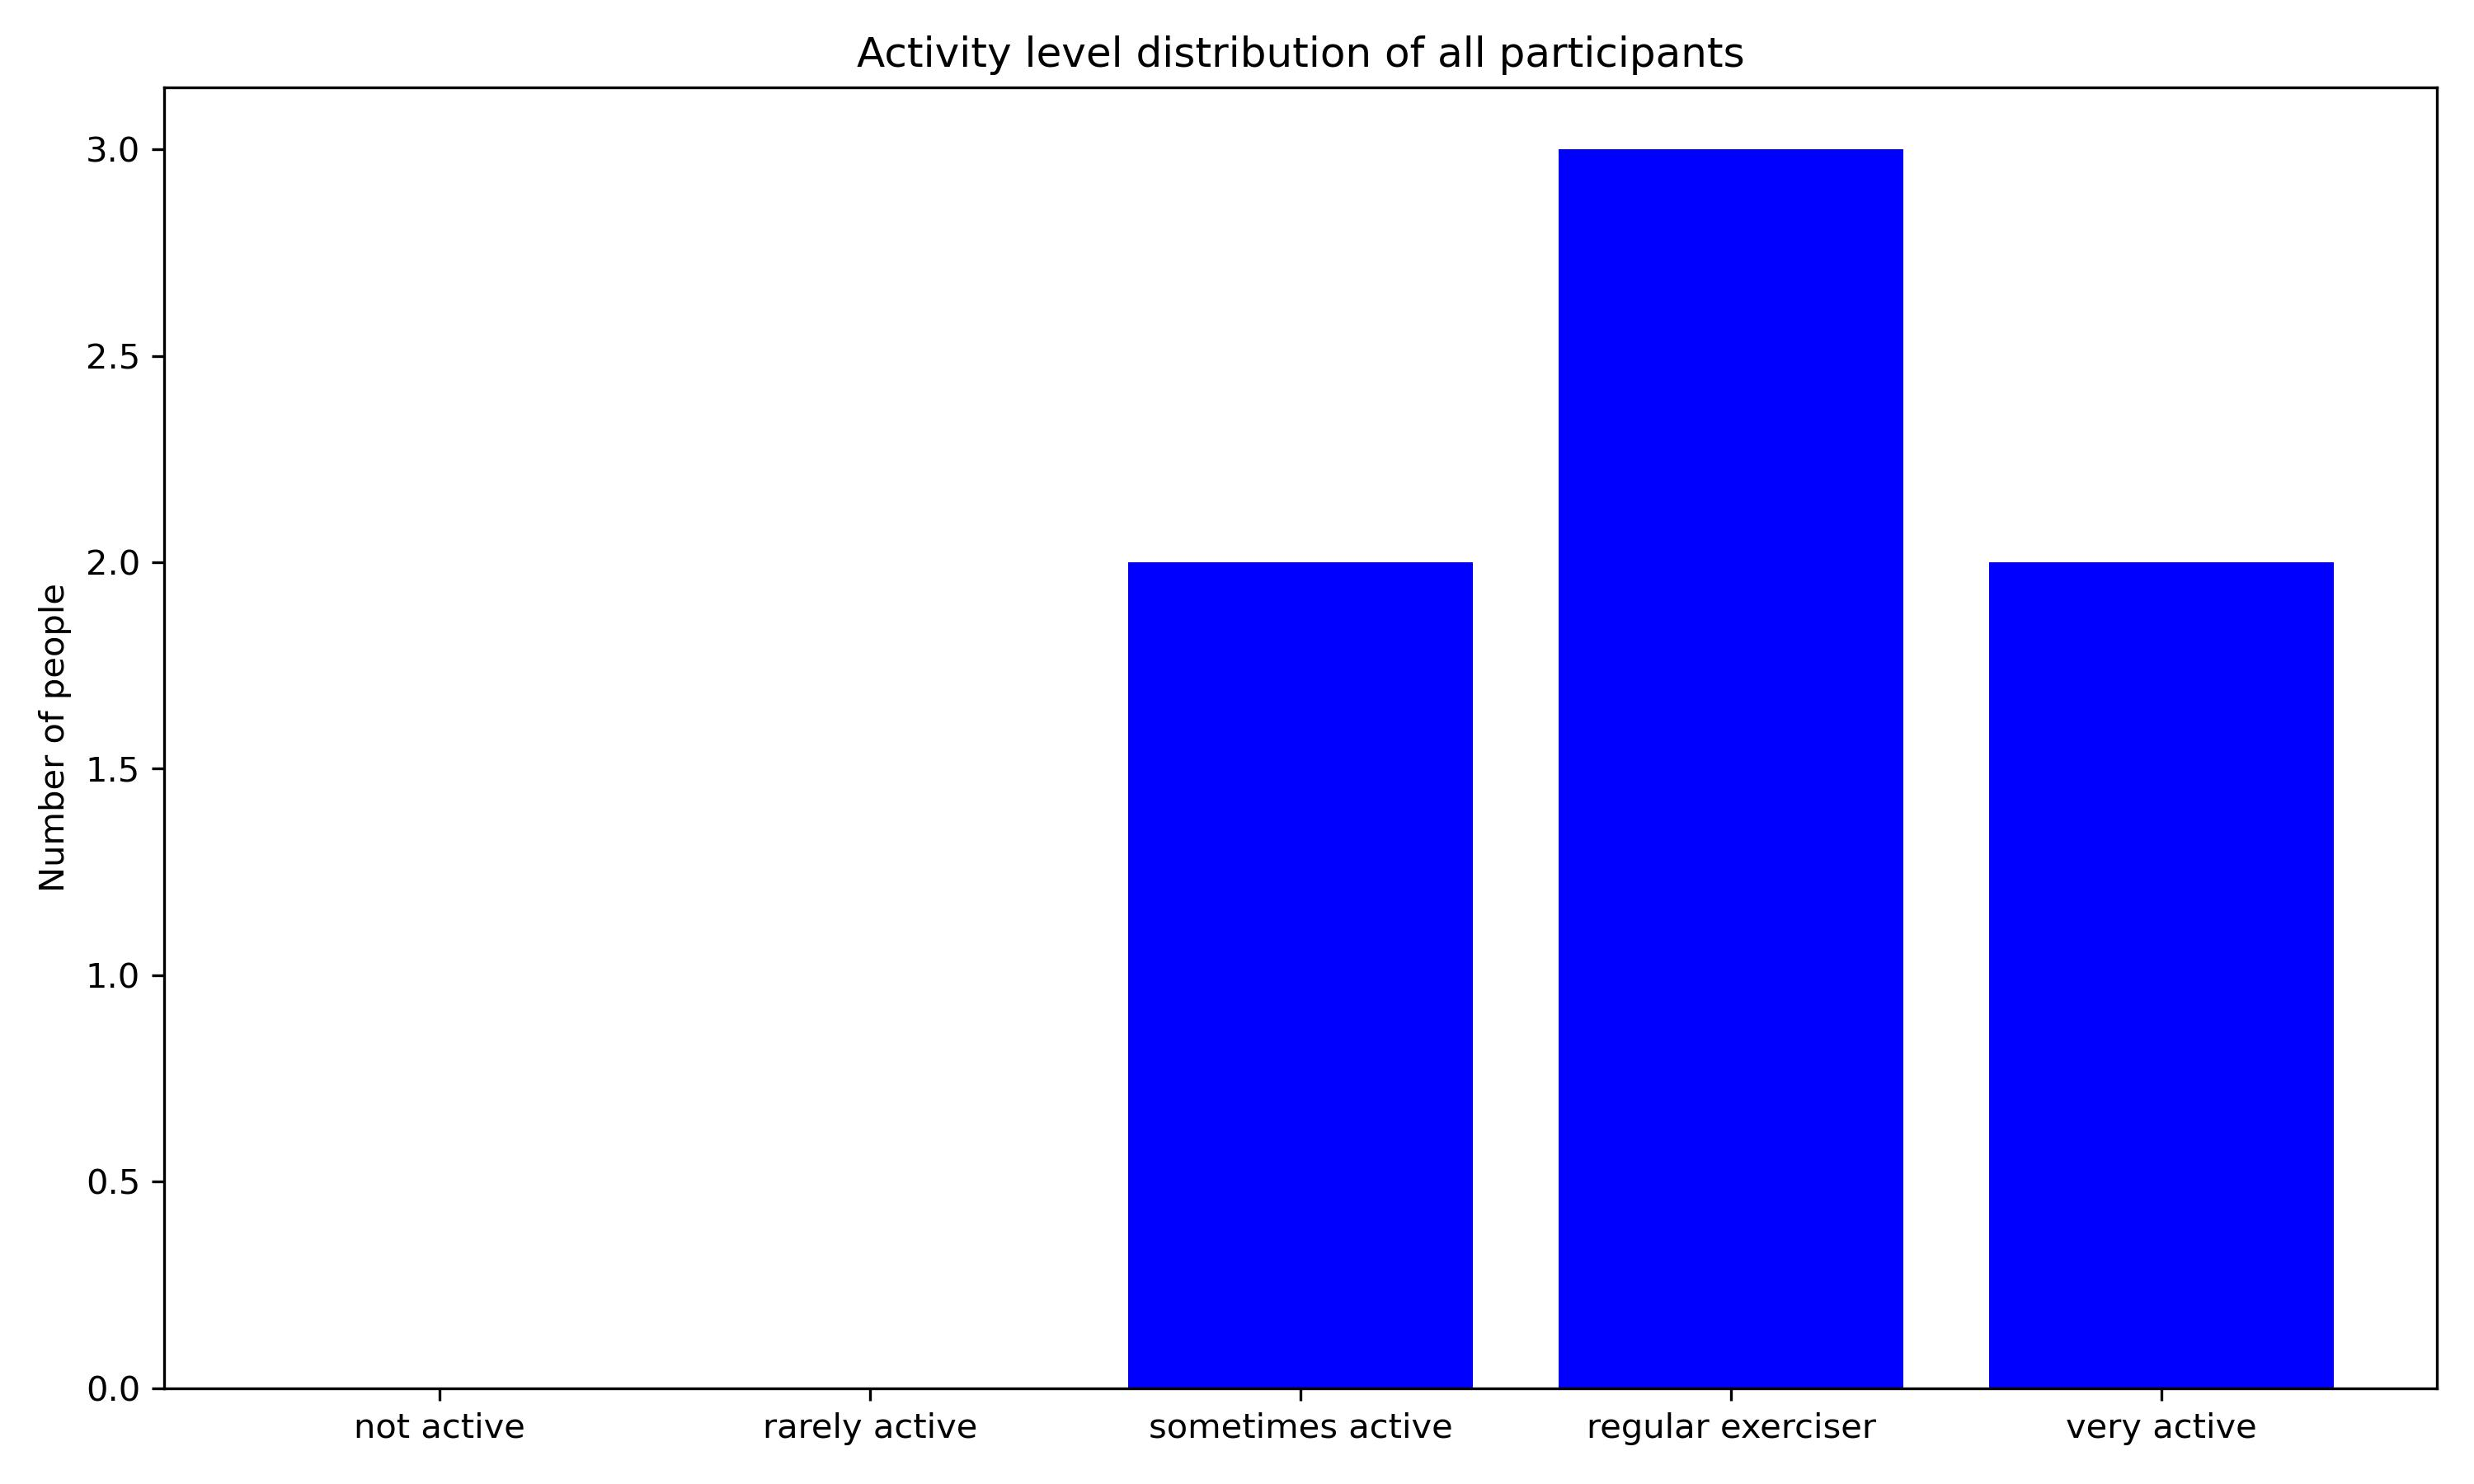 Activity level distribution of all participants
Number of people
3.0
2.5
2.0
1.5
1.0
0.5
0.0
not active rarely active sometimes active regular exerciser very active